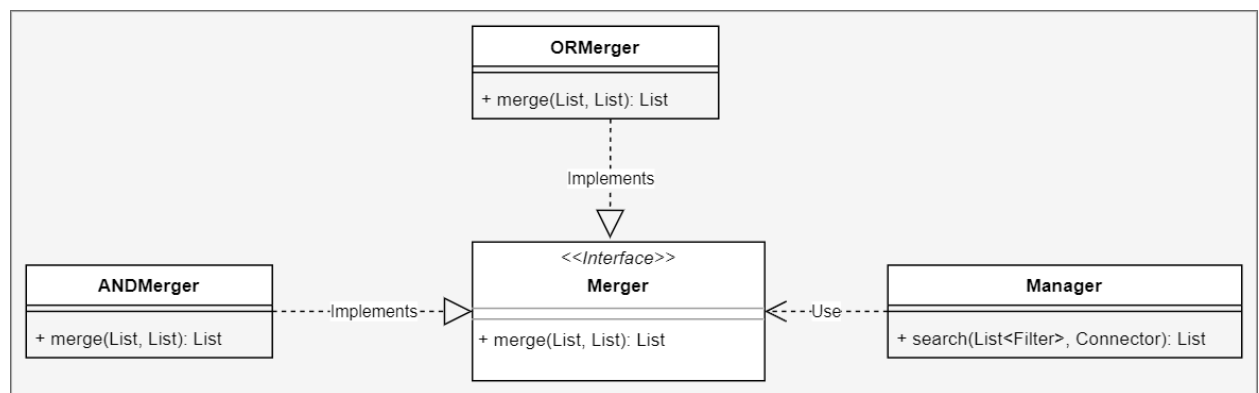 ORMerger
+ merge(List, List): List
Implements
<<Interface>>
Merger
+ merge(List, List): List
ANDMerger
+ merge(List, List): List
Implements
Manager
+ search(List<Filter>, Connector): List
Use